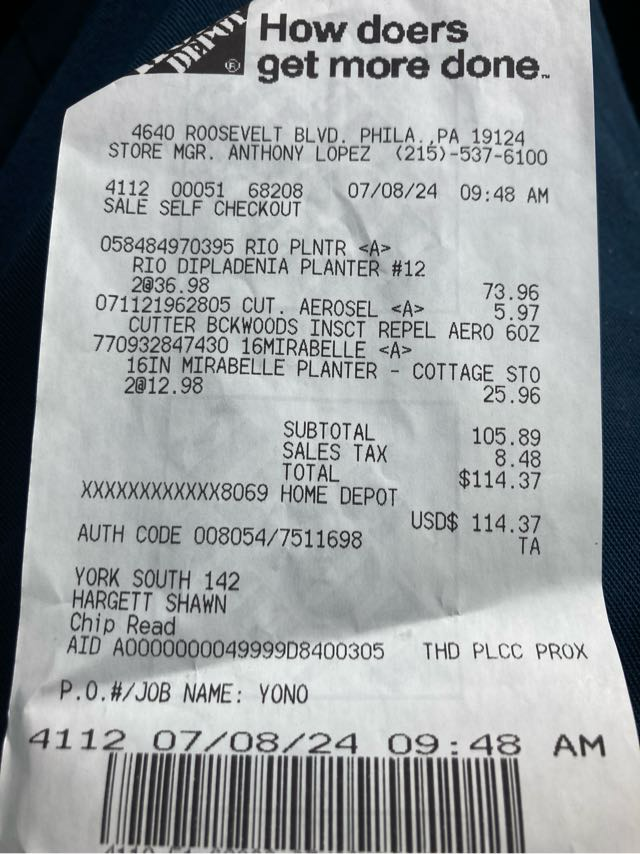 DEPOT
®
How doers
get more done.™
4640 ROOSEVELT BLVD. PHILA.,PA 19124
STORE MGR. ANTHONY LOPEZ (215)-537-6100
4112 00051 68208 07/08/24 09:48 AM
SALE SELF CHECKOUT
058484970395 RIO PLNTR <A>
RIO DIPLADENIA PLANTER #12
2@36.98 73.96
071121962805 CUT. AEROSEL <A> 5.97
CUTTER BCKWOODS INSCT REPEL AERO 6OZ
770932847430 16MIRABELLE <A>
16IN MIRABELLE PLANTER - COTTAGE STO
2@12.98 25.96
SUBTOTAL 105.89
SALES TAX 8.48
TOTAL $114.37
XXXXXXXXXXXX8069 HOME DEPOT
USD$ 114.37
AUTH CODE 008054/7511698 TA
YORK SOUTH 142
HARGETT SHAWN
Chip Read
AID A0000000049999D8400305 THD PLCC PROX
P.O.#/JOB NAME: YONO
4112 07/08/24 09:48 AM